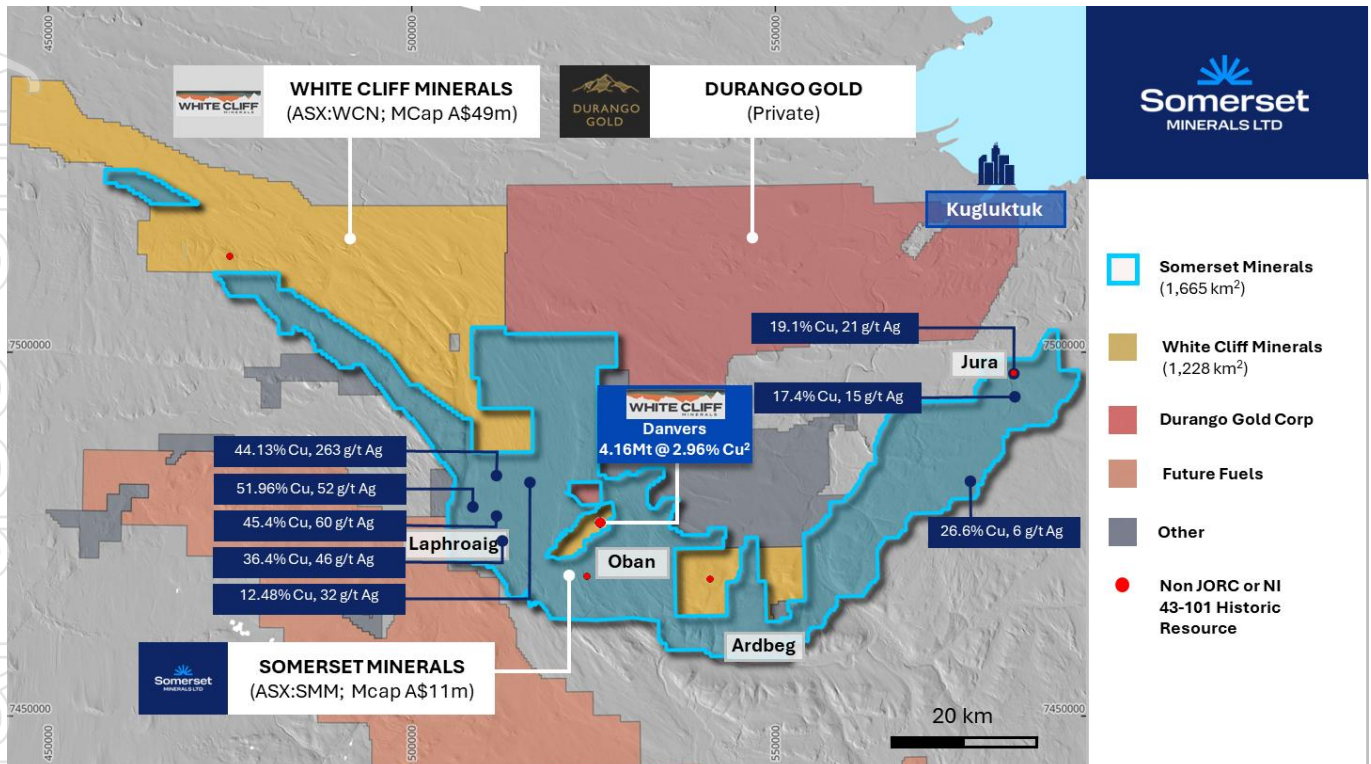 450000
500000
550000
WHITE CLIFF
MINERALS
WHITE CLIFF MINERALS
(ASX:WCN; MCap A$49m)
DURANGO
GOLD
DURANGO GOLD
(Private)
Somerset
MINERALS LTD
Kugluktuk
7500000
7500000
19.1% Cu, 21 g/t Ag
Jura
17.4% Cu, 15 g/t Ag
WHITE CLIFF
MINERALS
Danvers
4.16Mt @ 2.96% Cu²
44.13% Cu, 263 g/t Ag
51.96% Cu, 52 g/t Ag
45.4% Cu, 60 g/t Ag
36.4% Cu, 46 g/t Ag
12.48% Cu, 32 g/t Ag
Laphroaig
Oban
26.6% Cu, 6 g/t Ag
Ardbeg
Somerset
MINERALS LTD
SOMERSET MINERALS
(ASX:SMM; Mcap A$11m)
7450000
7450000
20 km
450000
500000
550000
Somerset Minerals
(1,665 km²)
White Cliff Minerals
(1,228 km²)
Durango Gold Corp
Future Fuels
Other
Non JORC or NI
43-101 Historic
Resource